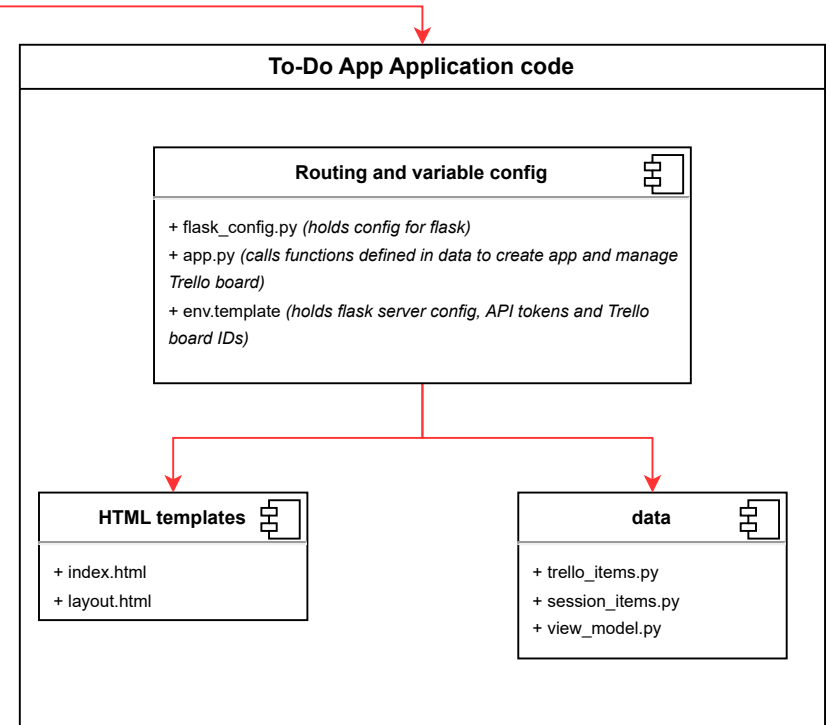 To-Do App Application code
Routing and variable config
+ flask_config.py (holds config for flask)
+ app.py (calls functions defined in data to create app and manage
Trello board)
+ env.template (holds flask server config, API tokens and Trello
board IDs)
HTML templates
+ index.html
+ layout.html
data
+ trello_items.py
+ session_items.py
+ view_model.py